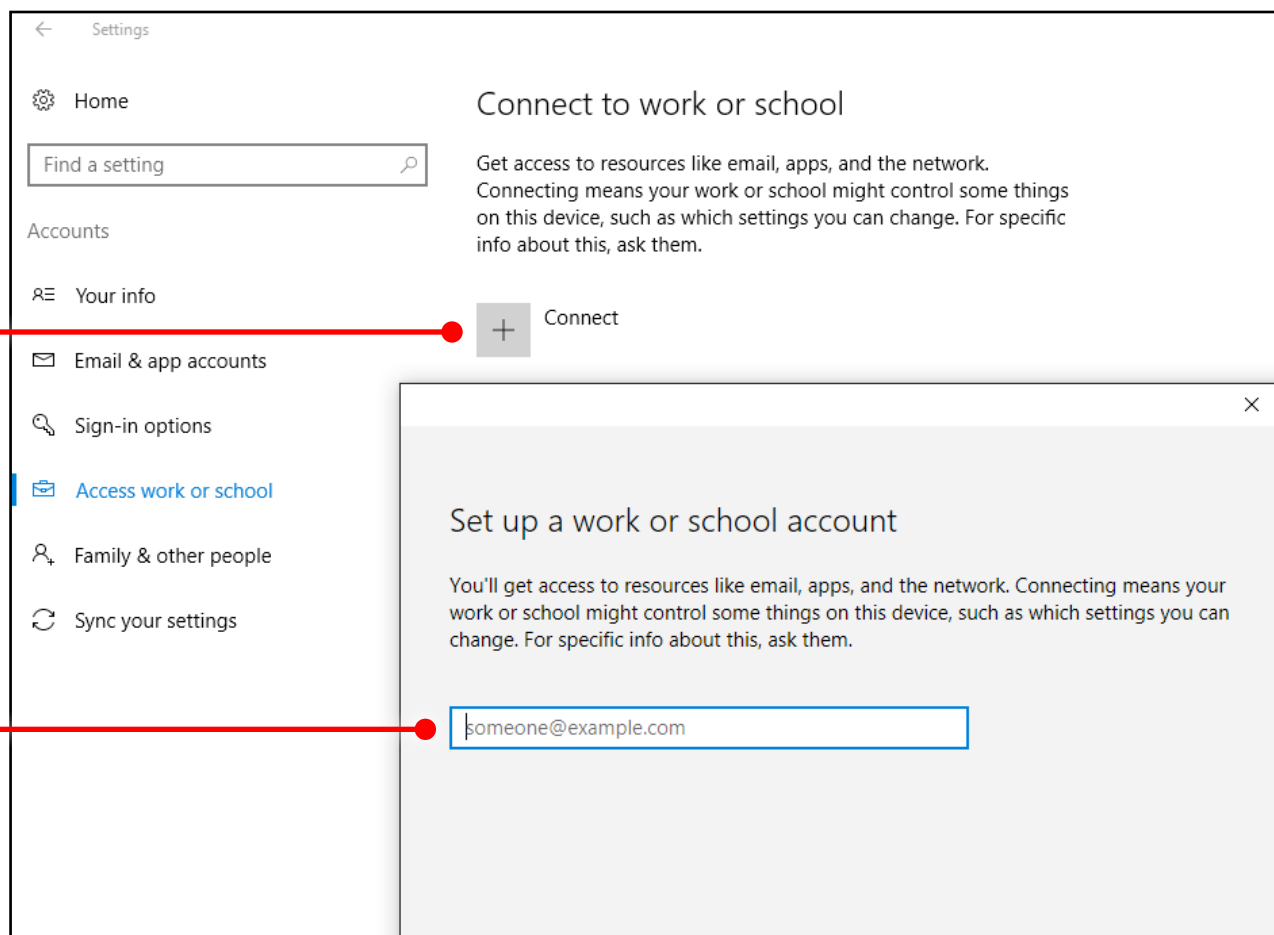 Settings
Home
Find a setting
Accounts
Your info
Email & app accounts
Sign-in options
Access work or school
Family & other people
Sync your settings
Connect to work or school
Get access to resources like email, apps, and the network.
Connecting means your work or school might control some things
on this device, such as which settings you can change. For specific
info about this, ask them.
Connect
Set up a work or school account
You'll get access to resources like email, apps, and the network. Connecting means your
work or school might control some things on this device, such as which settings you can
change. For specific info about this, ask them.
someone@example.com